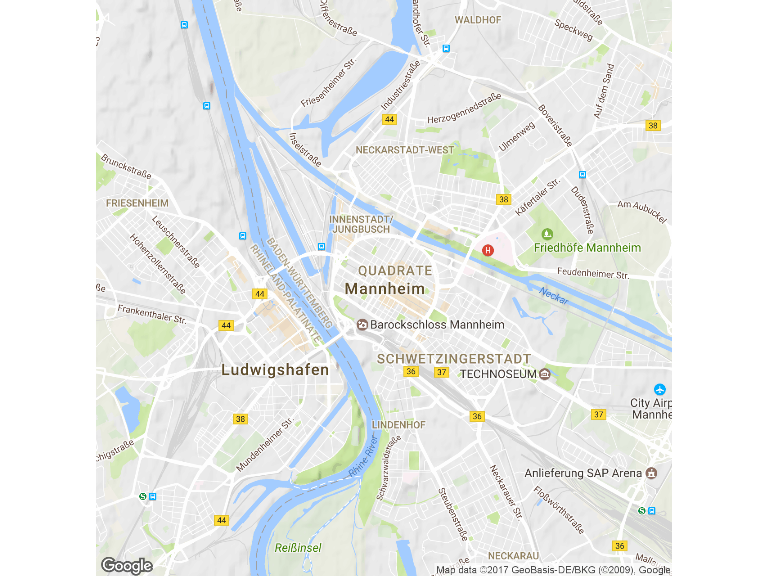 WALDHOF
Speckweg
Diffenestraße
Auf dem Sand
Friesenheimer Str.
Industriestraße
Herzogenriedstraße
Boveristraße
44
38
Inselstraße
Ulmenweg
NECKARSTADT-WEST
Brunckstraße
Käfertaler Str.
38
Dudenstraße
FRIESENHEIM
Am Aubuckel
INNENSTADT/
JUNGBUSCH
Leuschnerstraße
Hohenzollernstraße
H
Friedhöfe Mannheim
QUADRATE
Feudenheimer Str.
BADEN-WÜRTTEMBERG
RHINELAND-PALATINATE
Mannheim
44
Neckar
Frankenthaler Str.
44
Barockschloss Mannheim
SCHWETZINGERSTADT
Ludwigshafen
36
37
TECHNOSEUM
City Airp
Mannhe
38
36
37
LINDENHOF
Mundenheimer Str.
Rhine River
Schwarzwaldstraße
Anlieferung SAP Arena
Steubenstraße
Neckarauer Str.
Floßwörthstraße
S
S
44
Reißinsel
36
NECKARAU
Google
Map data ©2017 GeoBasis-DE/BKG (©2009), Google